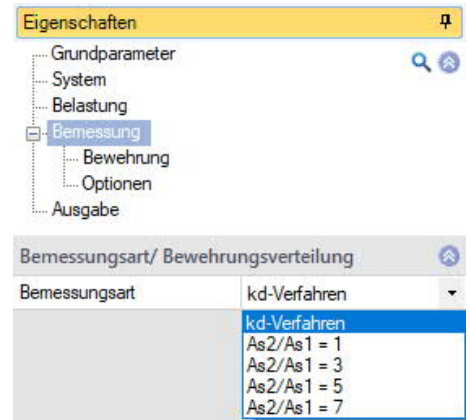 Eigenschaften
Grundparameter
System
Belastung
Bemessung
Bewehrung
Optionen
Ausgabe
Bemessungsart/ Bewehrungsverteilung
Bemessungsart kd-Verfahren
kd-Verfahren
As2/As1 = 1
As2/As1 = 3
As2/As1 = 5
As2/As1 = 7